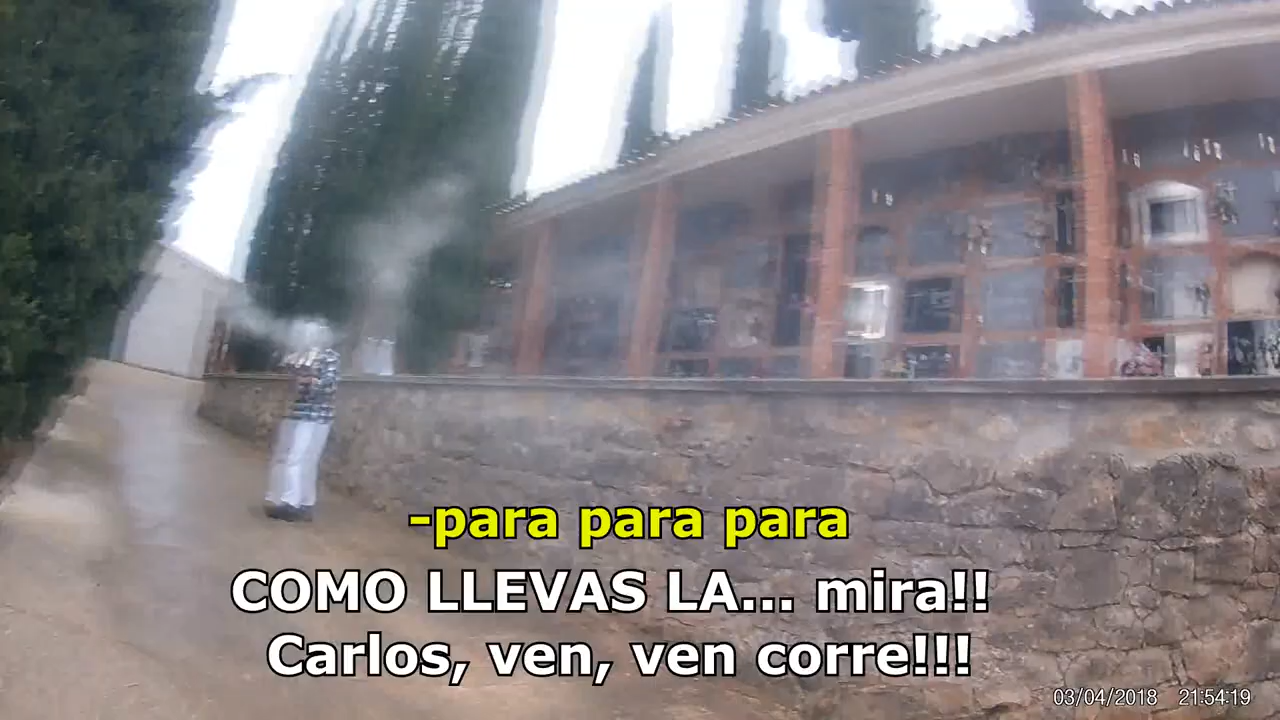 -para para para
COMO LLEVAS LA... mira!!
Carlos, ven, ven corre!!!
03/04/2018 21:54:19